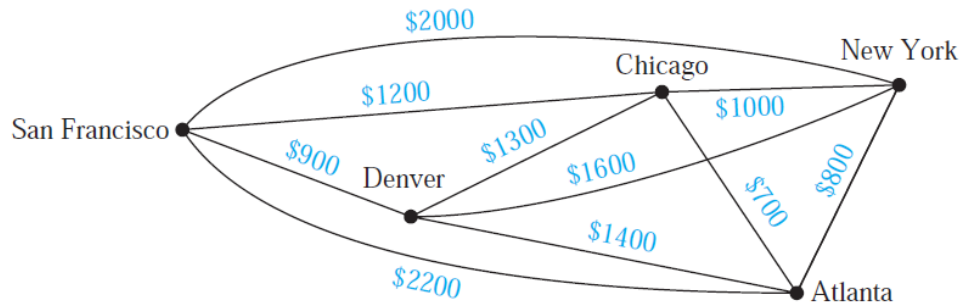 $2000
New York
Chicago
$1200
$1000
San Francisco
$900
$1300
$1600
$800
Denver
$700
$1400
$2200
Atlanta